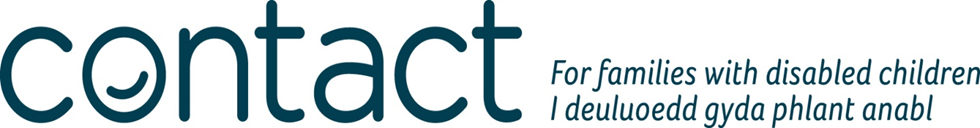 contact
For families with disabled children
I deuluoedd gyda phlant anabl